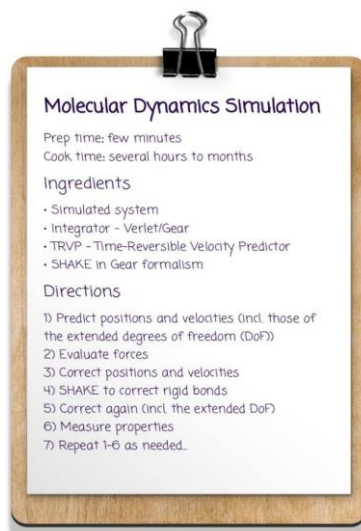 Molecular Dynamics Simulation
Prep time: few minutes
Cook time: several hours to months
Ingredients
• Simulated system
• Integrator - Verlet/Gear
• TRVP - Time-Reversible Velocity Predictor
• SHAKE in Gear formalism
Directions
1) Predict positions and velocities (incl. those of
the extended degrees of freedom (DoF))
2) Evaluate forces
3) Correct positions and velocities
4) SHAKE to correct rigid bonds
5) Correct again (incl. the extended DoF)
6) Measure properties
7) Repeat 1-6 as needed...